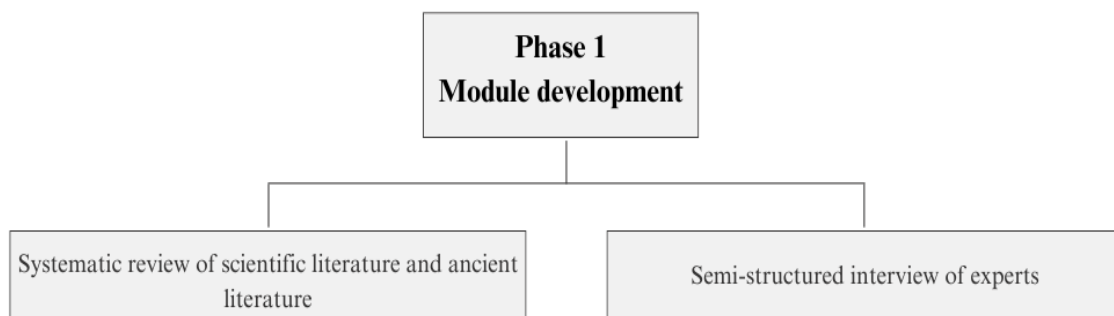 Phase 1
Module development
Systematic review of scientific literature and ancient
literature
Semi-structured interview of experts